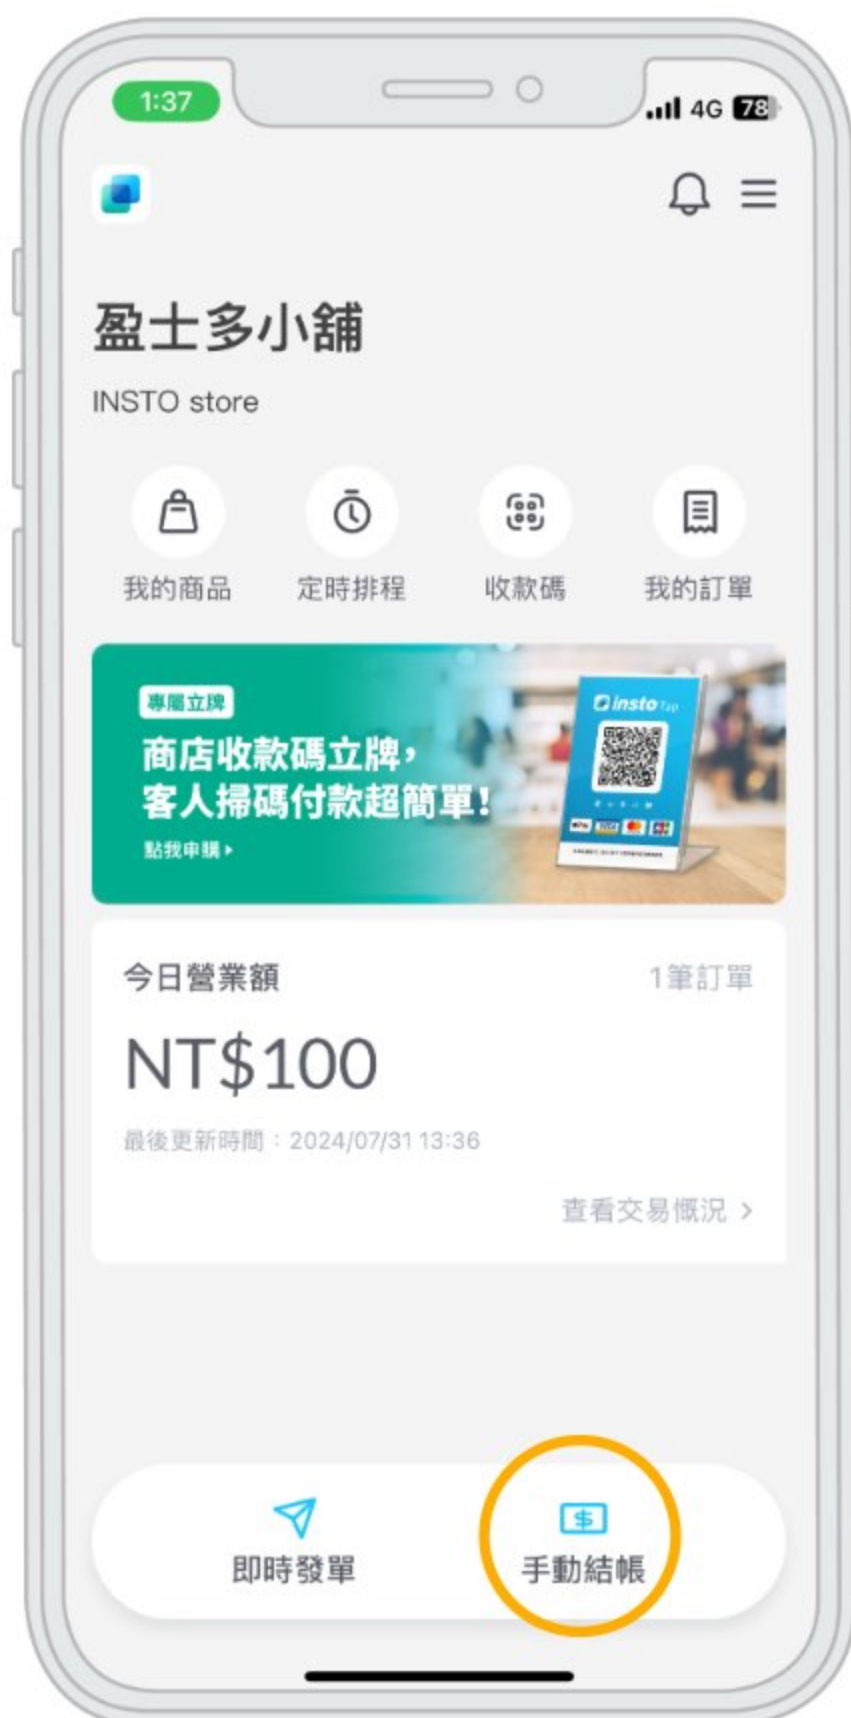 1:37
4G 78
盈士多小舖
INSTO store
我的商品 定時排程 收款碼 我的訂單
專屬立牌
商店收款碼立牌，
客人掃碼付款超簡單！
點我申購
insto Tap
VISA
JCB
今日營業額 1筆訂單
NT$100
最後更新時間：2024/07/31 13:36
查看交易慨況
即時發單 手動結帳